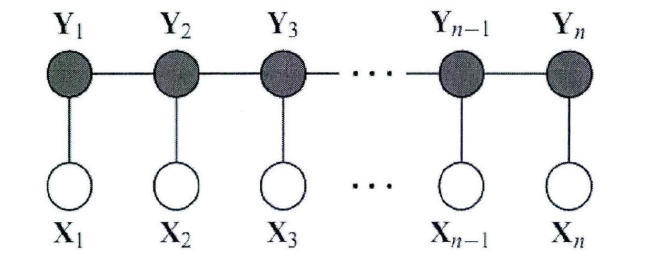 Y₁ Y₂ Y₃ Yₙ₋₁ Yₙ
...
...
X₁ X₂ X₃ Xₙ₋₁ Xₙ